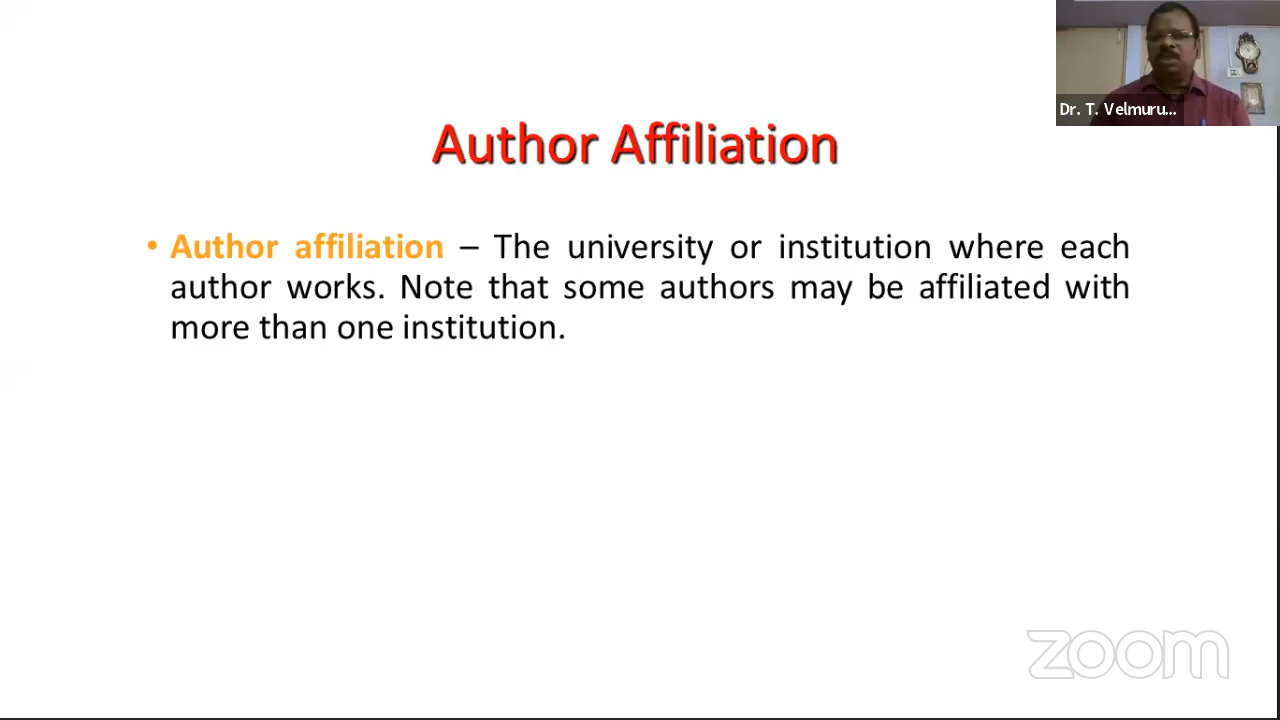 Dr. T. Velmuru...
Author Affiliation
• Author affiliation – The university or institution where each
author works. Note that some authors may be affiliated with
more than one institution.
zoom